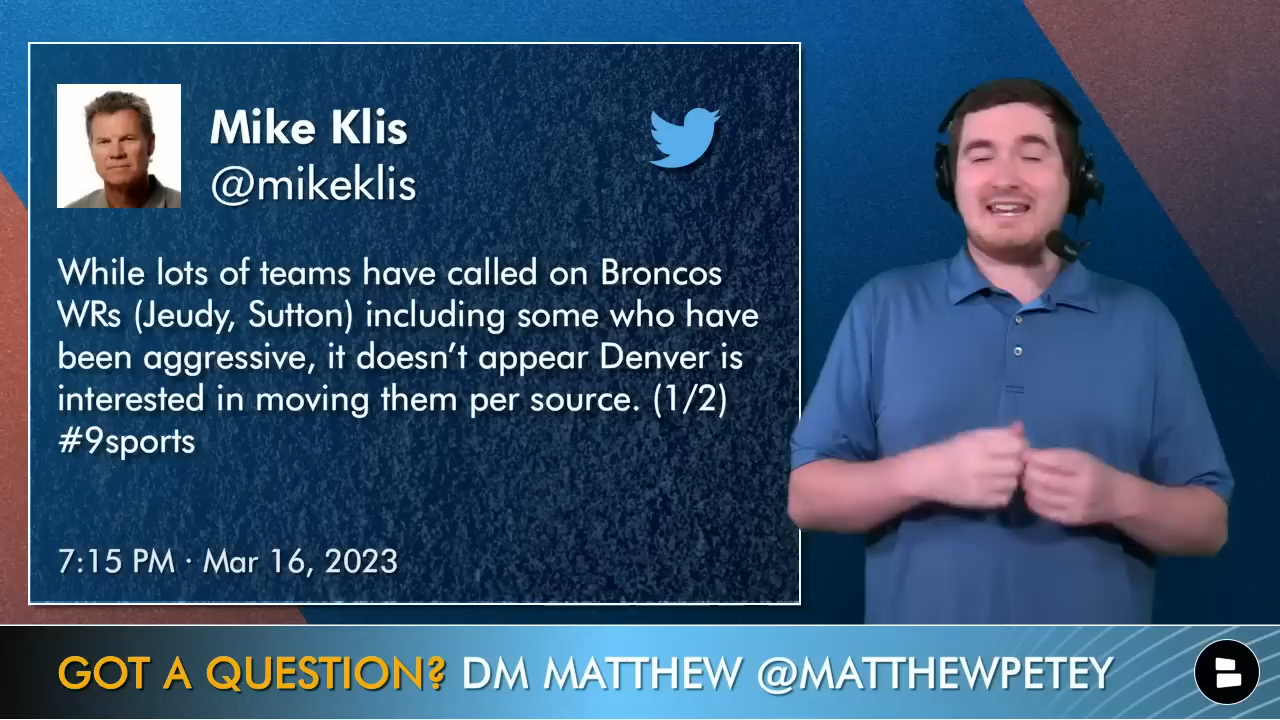 Mike Klis
@mikeklis
While lots of teams have called on Broncos
WRs (Jeudy, Sutton) including some who have
been aggressive, it doesn’t appear Denver is
interested in moving them per source. (1/2)
#9sports
7:15 PM · Mar 16, 2023
GOT A QUESTION? DM MATTHEW @MATTHEWPETEY